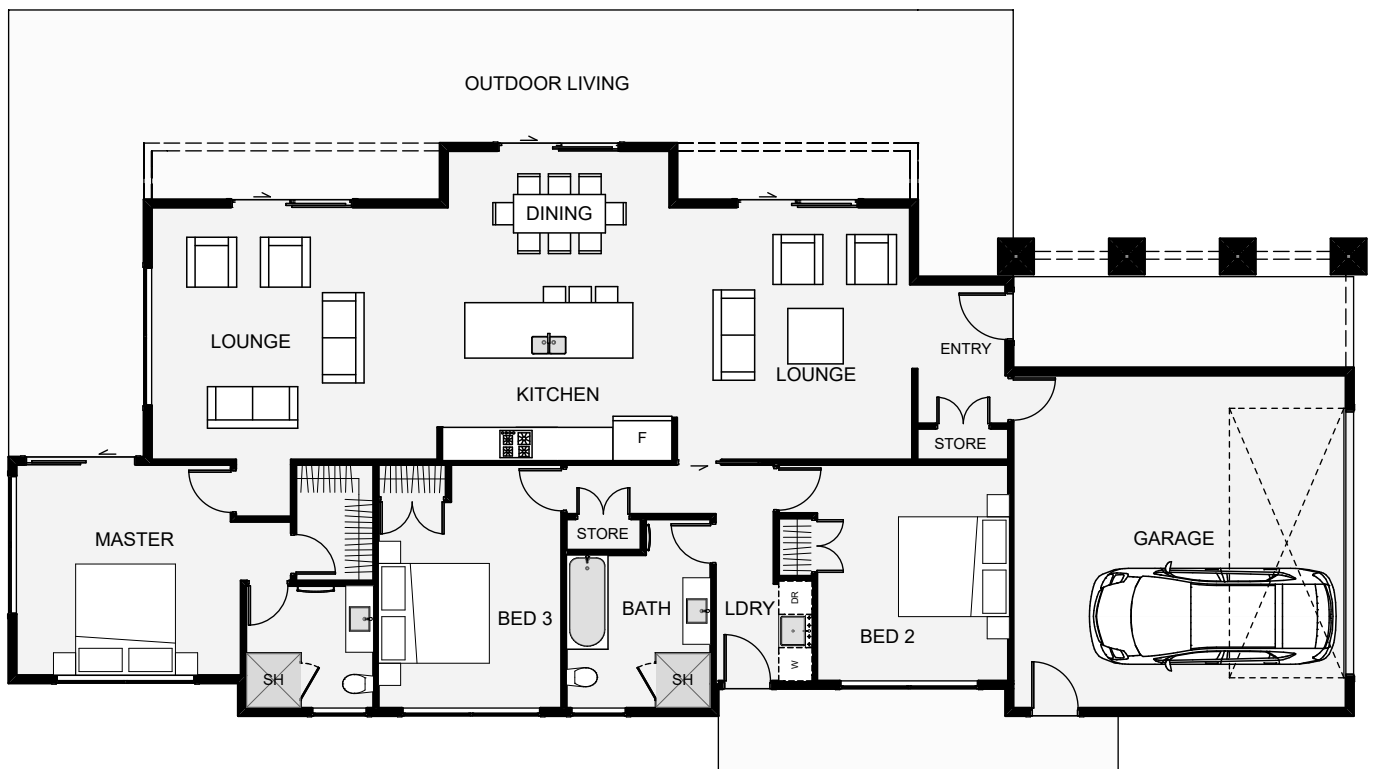 OUTDOOR LIVING
DINING
LOUNGE
ENTRY
LOUNGE
KITCHEN
F
STORE
MASTER
STORE
GARAGE
DR
BATH
LDRY
BED 3
BED 2
W
SH
SH